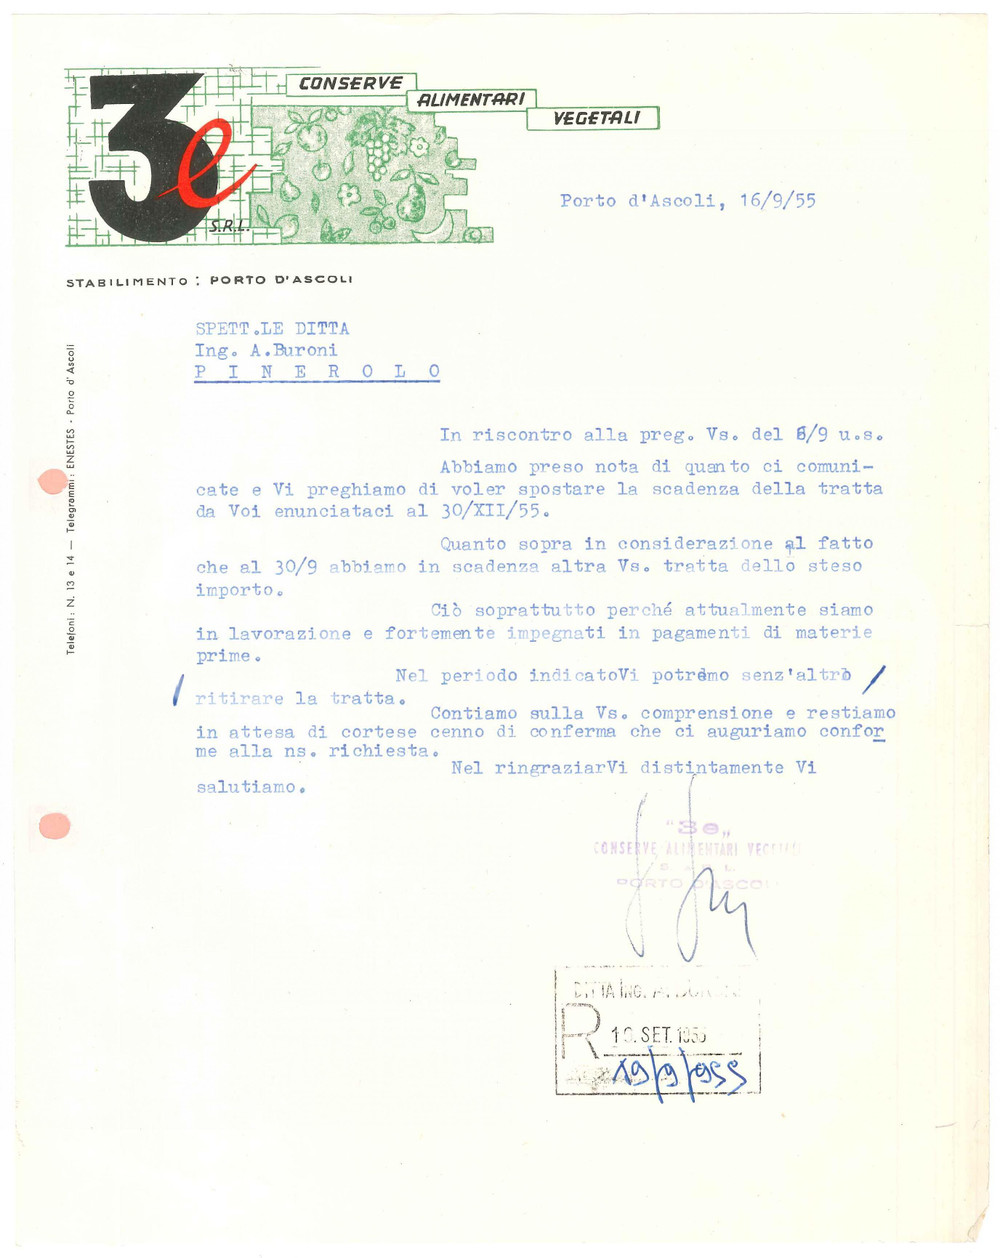 3e
S.R.L.
CONSERVE
ALIMENTARI
VEGETALI
Porto d'Ascoli, 16/9/55
STABILIMENTO : PORTO D'ASCOLI
Telefoni: N. 13 e 14 — Telegrammi: ENESTES - Porto d'Ascoli
SPETT.LE DITTA
Ing. A.Buroni
P I N E R O L O
In riscontro alla preg. Vs. del 6/9 u.s.
Abbiamo preso nota di quanto ci comuni-
cate e Vi preghiamo di voler spostare la scadenza della tratta
da Voi enunciataci al 30/XII/55.
Quanto sopra in considerazione al fatto
che al 30/9 abbiamo in scadenza altra Vs. tratta dello steso
importo.
Ciò soprattutto perché attualmente siamo
in lavorazione e fortemente impegnati in pagamenti di materie
prime.
Nel periodo indicatoVi potremo senz'altro
ritirare la tratta.
Contiamo sulla Vs. comprensione e restiamo
in attesa di cortese cenno di conferma che ci auguriamo confor
me alla ns. richiesta.
Nel ringraziarVi distintamente Vi
salutiamo.
"3e„
CONSERVE ALIMENTARI VEGETALI
PORTO D'ASCOLI
DITTA ING. A. BURONI
R
19. SET. 1955
19/9/955